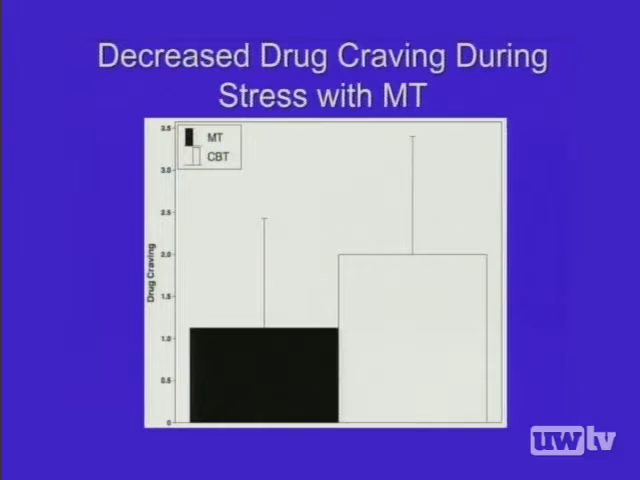 Decreased Drug Craving During
Stress with MT
MT
CBT
3.5
3.0
2.5
2.0
1.5
1.0
0.5
0
Drug Craving
uwtv